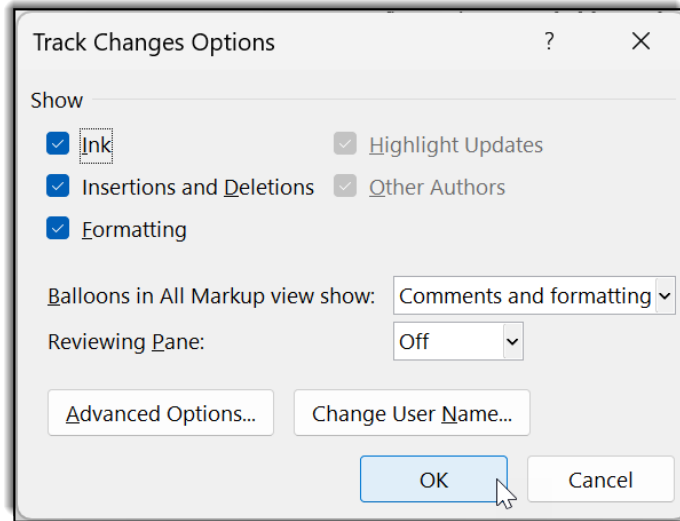 Track Changes Options ?
Show
Ink Highlight Updates
Insertions and Deletions Other Authors
Formatting
Balloons in All Markup view show: Comments and formatting
Reviewing Pane: Off
Advanced Options... Change User Name...
OK Cancel